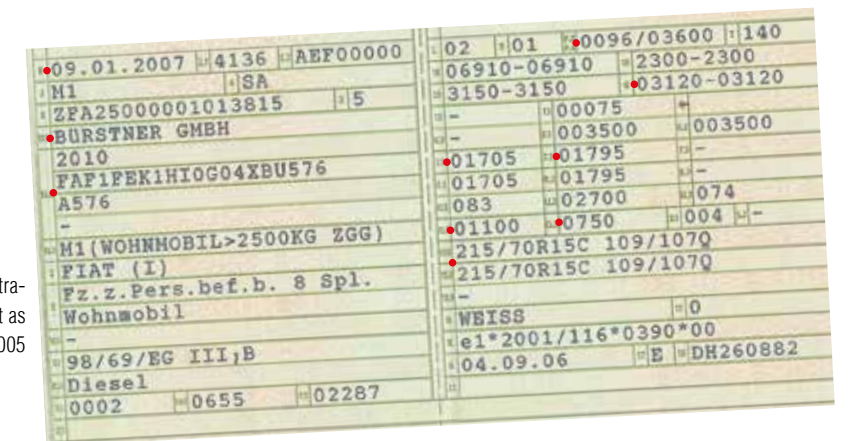 09.01.2007 4136 AEF00000
M1 SA
ZFA25000001013815 5
BÜRSTNER GMBH
2010
FAF1FEK1HI0G04XBU576
A576
-
M1(WOHNMOBIL>2500KG ZGG)
FIAT (I)
Fz.z.Pers.bef.b. 8 Spl.
Wohnmobil
-
98/69/EG III;B
Diesel
0002 0655 02287
tra-
t as
005
02 01 0096/03600 140
06910-06910 2300-2300
3150-3150 03120-03120
- 00075
- 003500 003500
01705 01795 -
01705 01795 -
083 02700 074
01100 0750 004 -
215/70R15C 109/107Q
215/70R15C 109/107Q
-
WEISS 0
e1*2001/116*0390*00
04.09.06 E DH260882